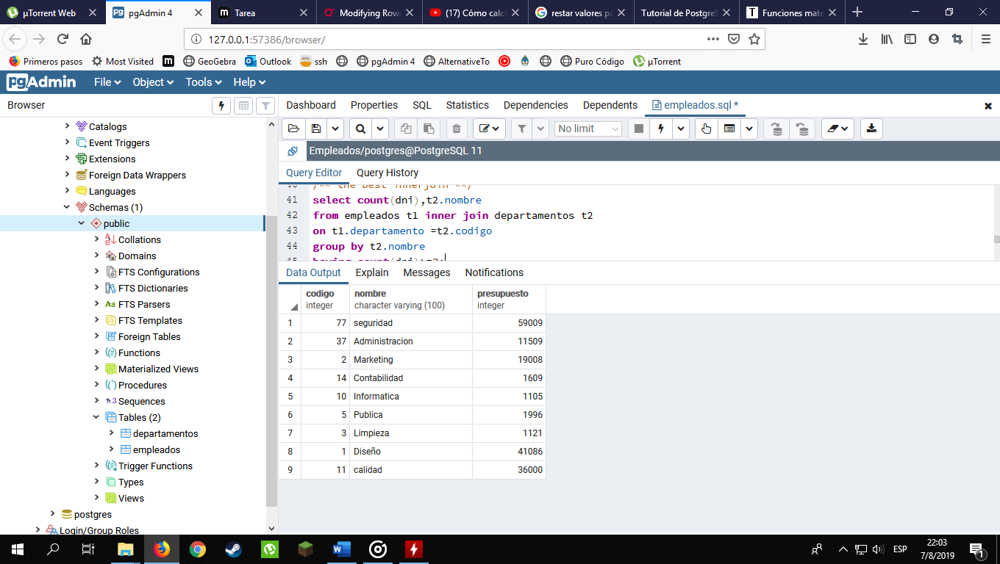 µTorrent Web
pgAdmin 4
Tarea
Modifying Row
(17) Cómo calc
restar valores p
Tutorial de Postgre
Funciones mate
127.0.0.1:57386/browser/
Primeros pasos
Most Visited
GeoGebra
Outlook
ssh
pgAdmin 4
AlternativeTo
Puro Código
µTorrent
pgAdmin
File
Object
Tools
Help
Browser
Dashboard
Properties
SQL
Statistics
Dependencies
Dependents
empleados.sql *
No limit
Empleados/postgres@PostgreSQL 11
Query Editor
Query History
Catalogs
Event Triggers
Extensions
Foreign Data Wrappers
Languages
Schemas (1)
public
Collations
Domains
FTS Configurations
FTS Dictionaries
Aa FTS Parsers
FTS Templates
Foreign Tables
Functions
Materialized Views
Procedures
1..3 Sequences
Tables (2)
departamentos
empleados
Trigger Functions
Types
Views
postgres
Login/Group Roles
40 /** the best innerjoin **/
41 select count(dni),t2.nombre
42 from empleados t1 inner join departamentos t2
43 on t1.departamento =t2.codigo
44 group by t2.nombre
45 having count(dni)>=2;
Data Output
Explain
Messages
Notifications
codigo nombre presupuesto
integer character varying (100) integer
1 77 seguridad 59009
2 37 Administracion 11509
3 2 Marketing 19008
4 14 Contabilidad 1609
5 10 Informatica 1105
6 5 Publica 1996
7 3 Limpieza 1121
8 1 Diseño 41086
9 11 calidad 36000
ESP
22:03
7/8/2019
1